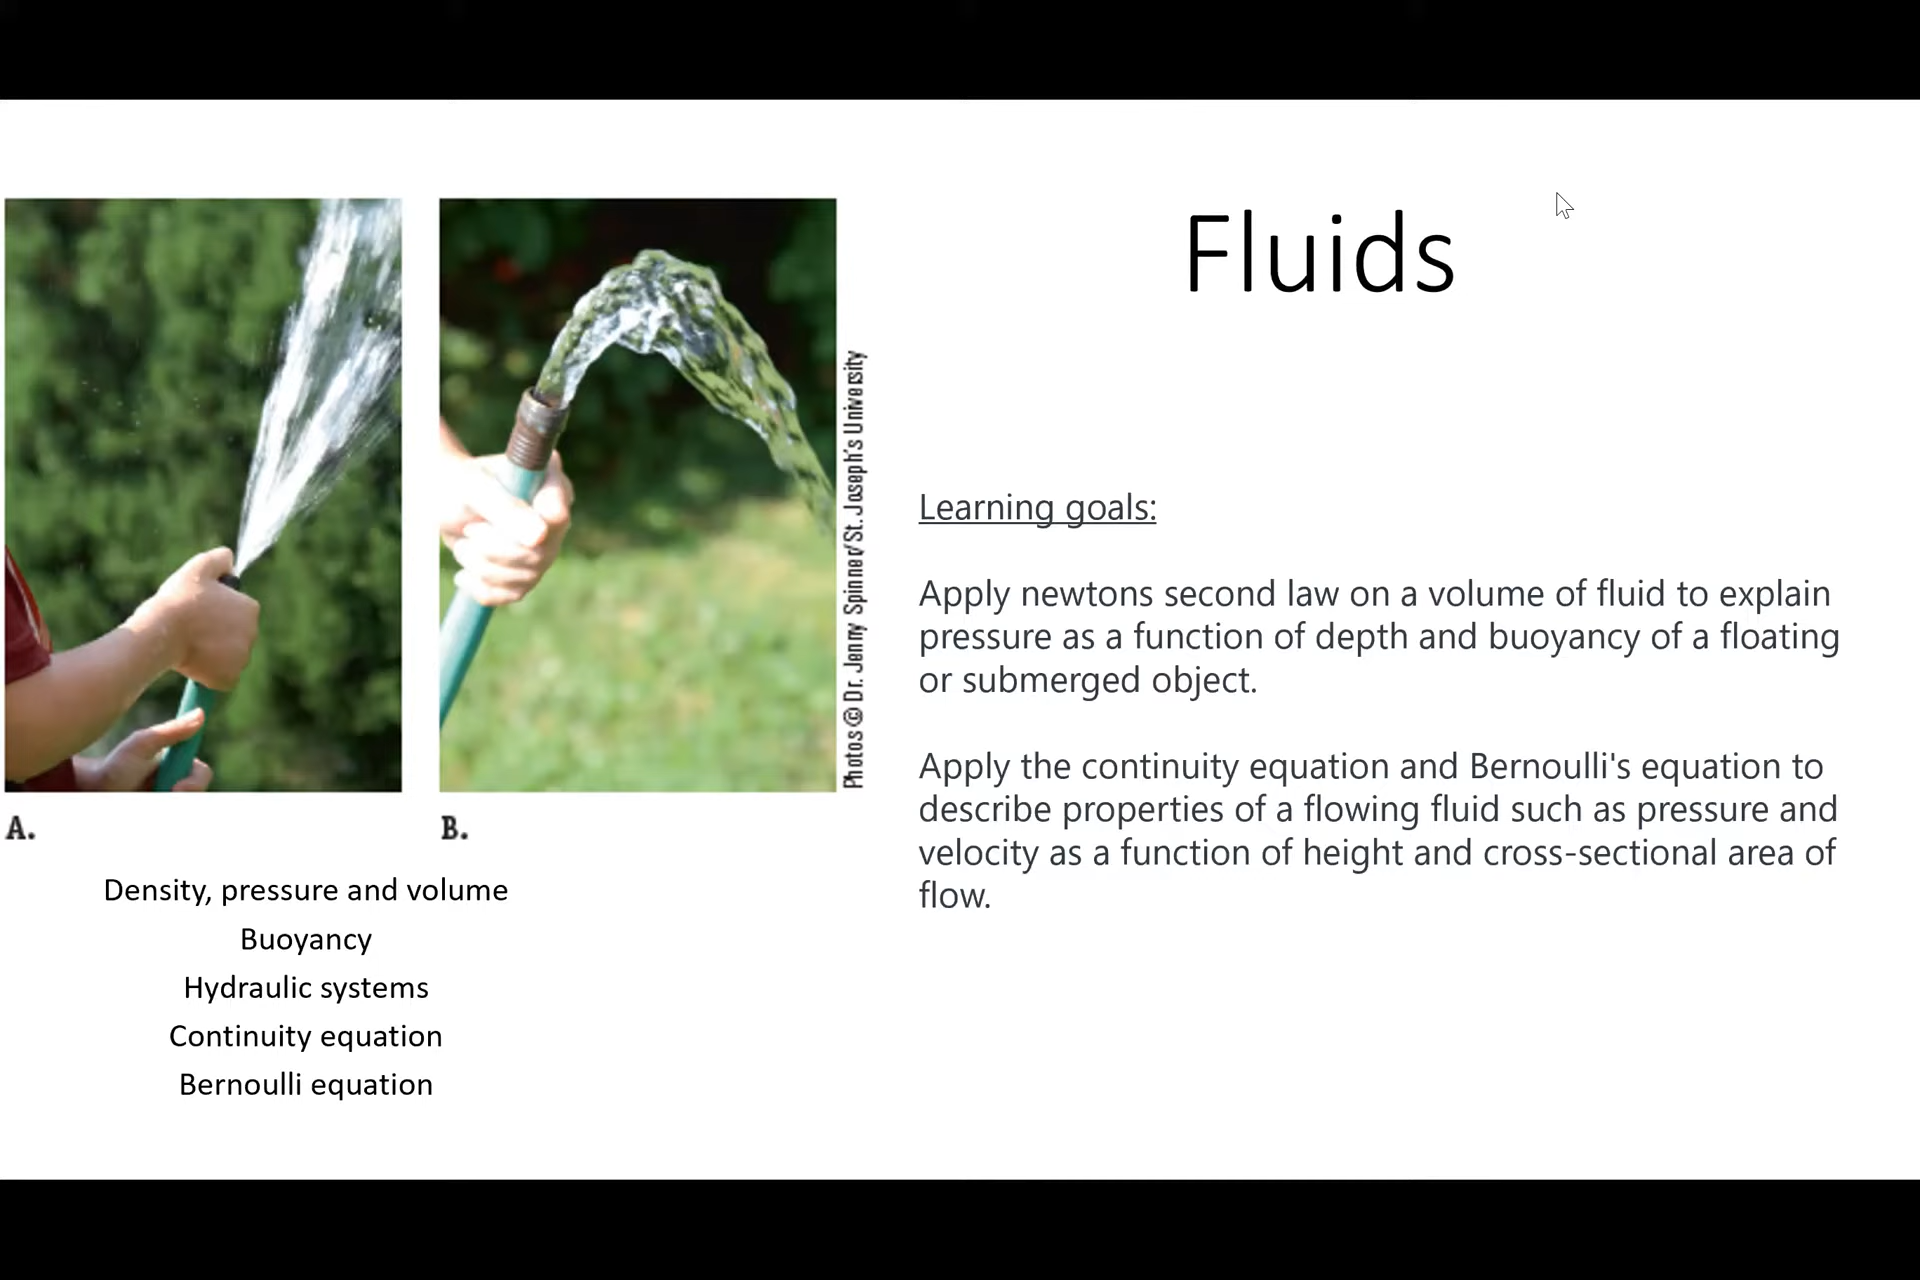 Fluids
Photos © Dr. Jenny Spinner/St. Joseph's University
A.
B.
Density, pressure and volume
Buoyancy
Hydraulic systems
Continuity equation
Bernoulli equation
Learning goals:
Apply newtons second law on a volume of fluid to explain
pressure as a function of depth and buoyancy of a floating
or submerged object.
Apply the continuity equation and Bernoulli's equation to
describe properties of a flowing fluid such as pressure and
velocity as a function of height and cross-sectional area of
flow.